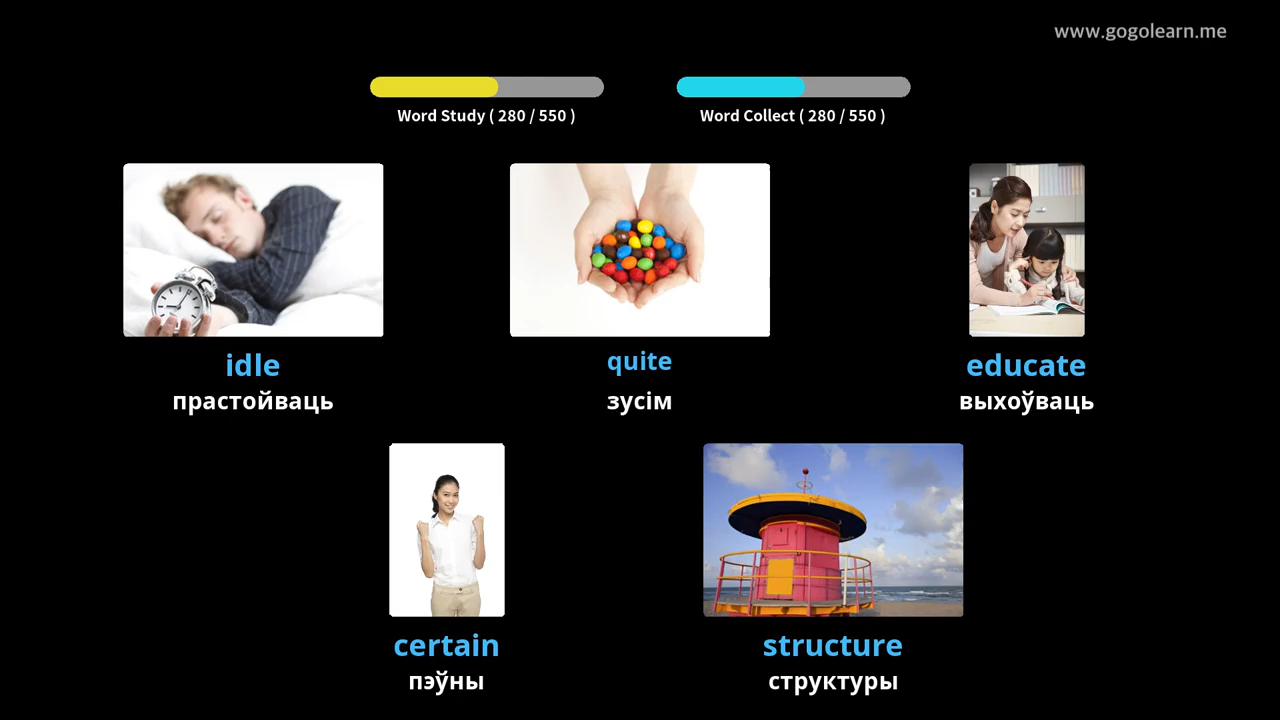 www.gogolearn.me
Word Study ( 280 / 550 )
Word Collect ( 280 / 550 )
idle
прастойваць
quite
зусім
educate
выхоўваць
certain
пэўны
structure
структуры